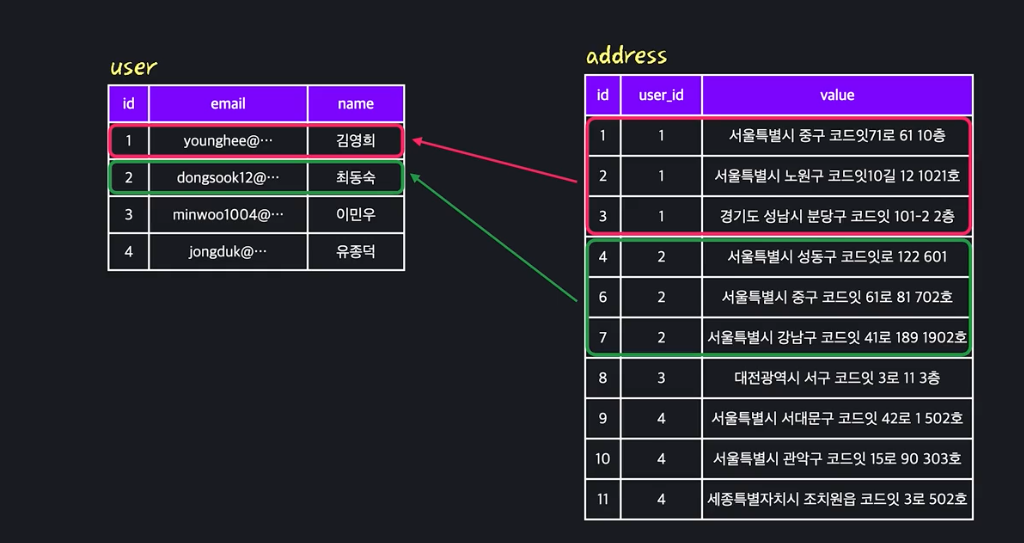 user
id email name
1 younghee@… 김영희
2 dongsook12@… 최동숙
3 minwoo1004@… 이민우
4 jongduk@… 유종덕
address
id user_id value
1 1 서울특별시 중구 코드잇71로 61 10층
2 1 서울특별시 노원구 코드잇10길 12 1021호
3 1 경기도 성남시 분당구 코드잇 101-2 2층
4 2 서울특별시 성동구 코드잇로 122 601
6 2 서울특별시 중구 코드잇 61로 81 702호
7 2 서울특별시 강남구 코드잇 41로 189 1902호
8 3 대전광역시 서구 코드잇 3로 11 3층
9 4 서울특별시 서대문구 코드잇 42로 1 502호
10 4 서울특별시 관악구 코드잇 15로 90 303호
11 4 세종특별자치시 조치원읍 코드잇 3로 502호